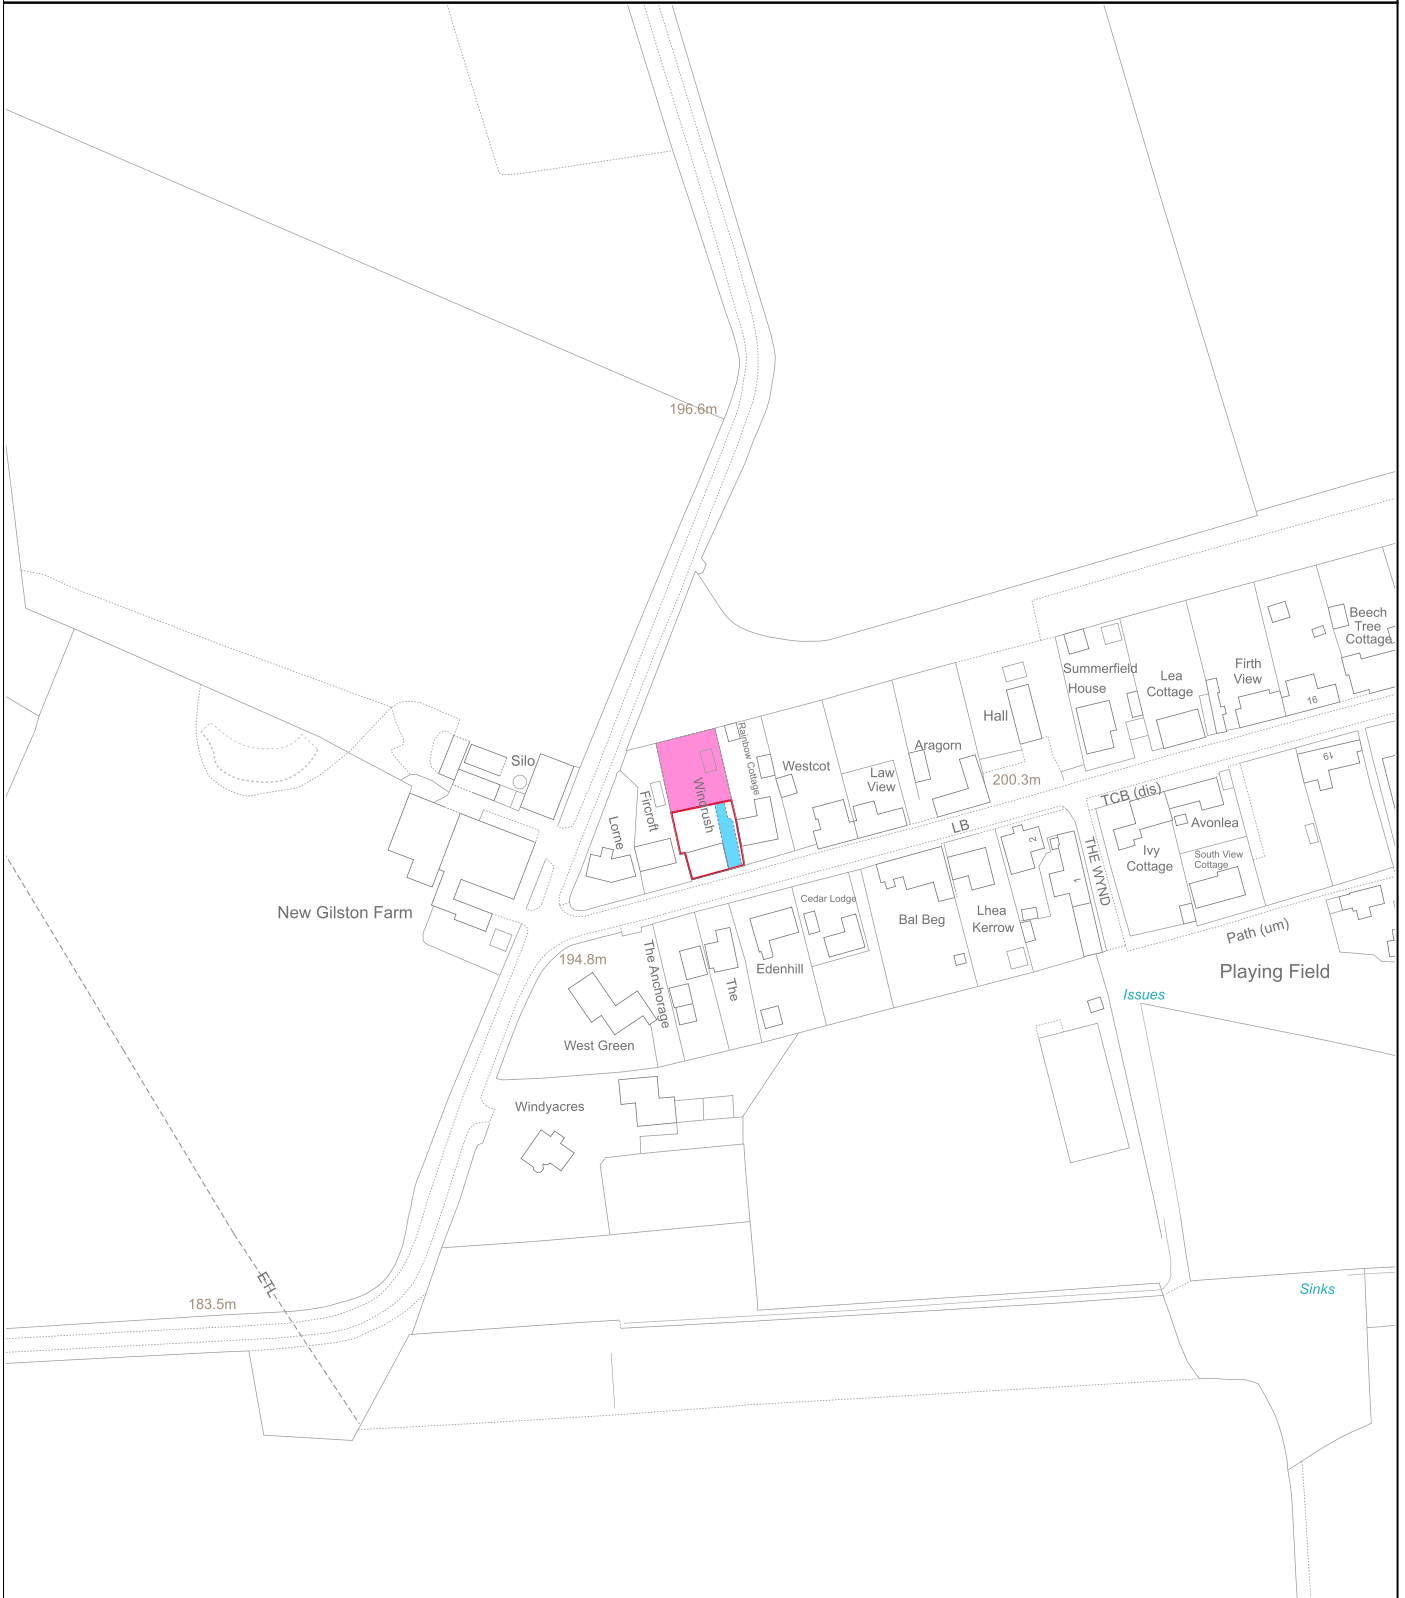 196.6m
Beech
Tree
Cottage
Summerfield
House
Lea
Cottage
Firth
View
16
Hall
Rainbow Cottage
Aragorn
Westcot
Law
View
Silo
200.3m
19
TCB (dis)
Windrush
Fircroft
Lorne
LB
Avonlea
2
THE WYND
Ivy
Cottage
South View
Cottage
1
Cedar Lodge
New Gilston Farm
Bal Beg
Lhea
Kerrow
Path (um)
194.8m
The Anchorage
The
Edenhill
Playing Field
Issues
West Green
Windyacres
ETL
183.5m
Sinks